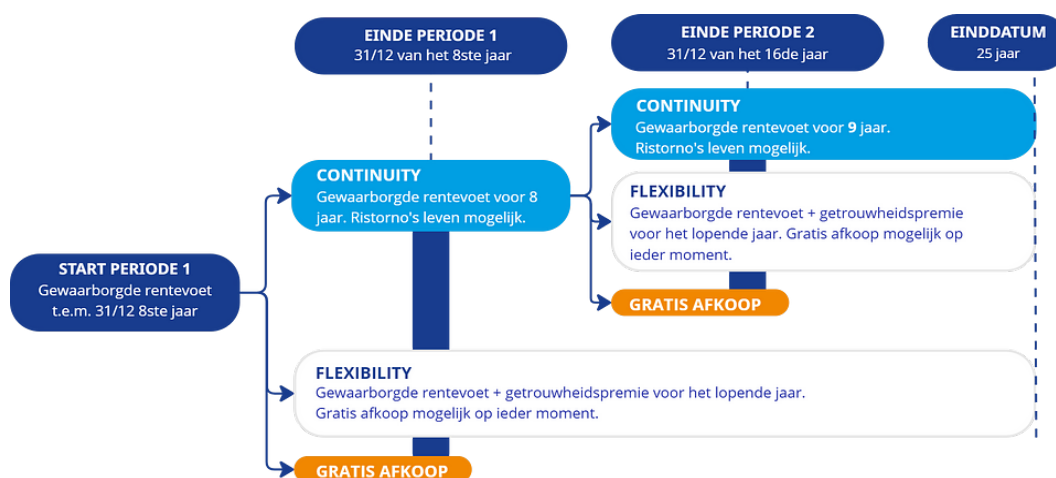 EINDE PERIODE 1
31/12 van het 8ste jaar
EINDE PERIODE 2
31/12 van het 16de jaar
EINDDATUM
25 jaar
CONTINUITY
Gewaarborgde rentevoet voor 9 jaar.
Ristorno's leven mogelijk.
CONTINUITY
Gewaarborgde rentevoet voor 8
jaar. Ristorno's leven mogelijk.
FLEXIBILITY
Gewaarborgde rentevoet + getrouwheidspremie
voor het lopende jaar. Gratis afkoop mogelijk op
ieder moment.
START PERIODE 1
Gewaarborgde rentevoet
t.e.m. 31/12 8ste jaar
GRATIS AFKOOP
FLEXIBILITY
Gewaarborgde rentevoet + getrouwheidspremie voor het lopende jaar.
Gratis afkoop mogelijk op ieder moment.
GRATIS AFKOOP